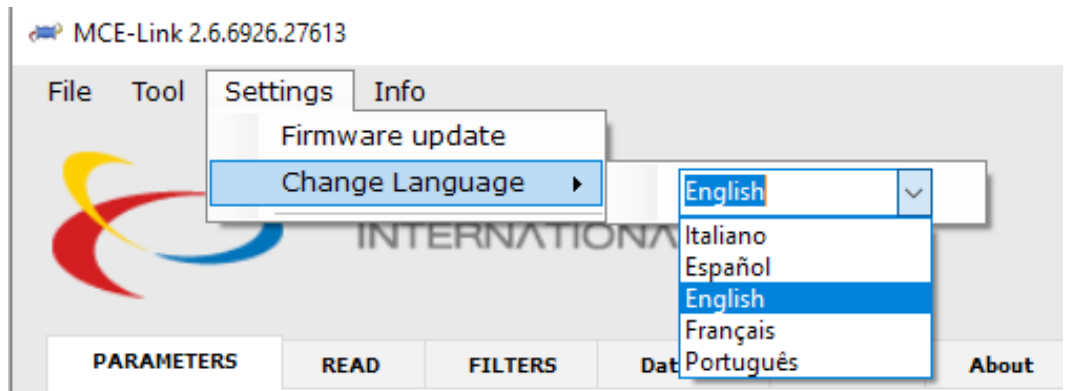 MCE-Link 2.6.6926.27613
File Tool Settings Info
Firmware update
Change Language
English
Italiano
Español
English
Français
Português
PARAMETERS READ FILTERS About